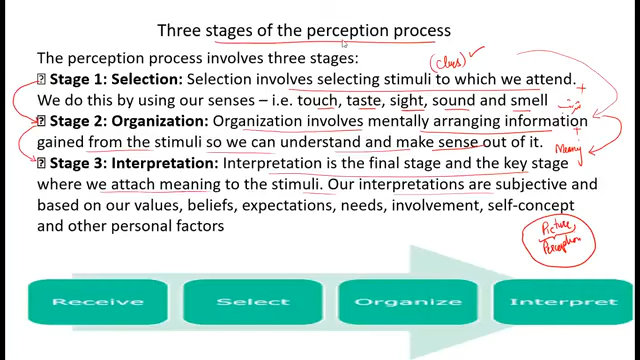 Three stages of the perception process
The perception process involves three stages:
(clues)
Stage 1: Selection: Selection involves selecting stimuli to which we attend.
We do this by using our senses – i.e. touch, taste, sight, sound and smell
Stage 2: Organization: Organization involves mentally arranging information
gained from the stimuli so we can understand and make sense out of it.
Meaning
Stage 3: Interpretation: Interpretation is the final stage and the key stage
where we attach meaning to the stimuli. Our interpretations are subjective and
based on our values, beliefs, expectations, needs, involvement, self-concept
and other personal factors
Picture
Perception
Receive Select Organize Interpret